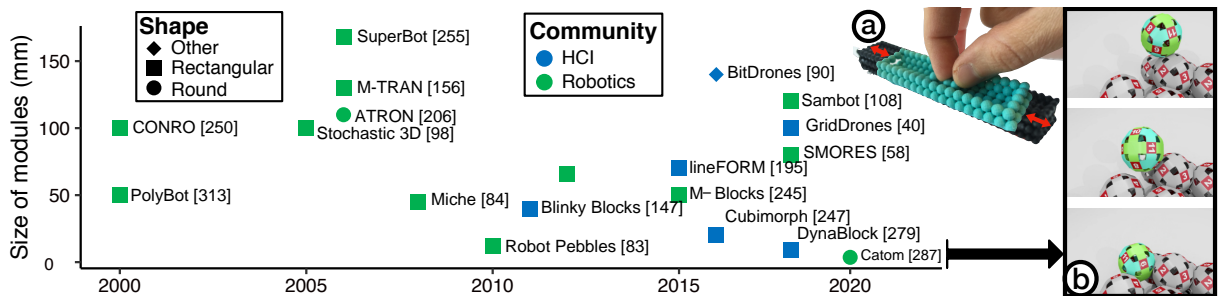 Shape
Other
Rectangular
Round
Community
HCI
Robotics
Size of modules (mm)
150
100
50
0
2000
2005
2010
2015
2020
SuperBot [255]
M-TRAN [156]
ATRON [206]
CONRO [250]
Stochastic 3D [98]
PolyBot [313]
Miche [84]
Blinky Blocks [147]
Robot Pebbles [83]
BitDrones [90]
Sambot [108]
GridDrones [40]
SMORES [58]
lineFORM [195]
M- Blocks [245]
Cubimorph [247]
DynaBlock [279]
Catom [287]
a
b